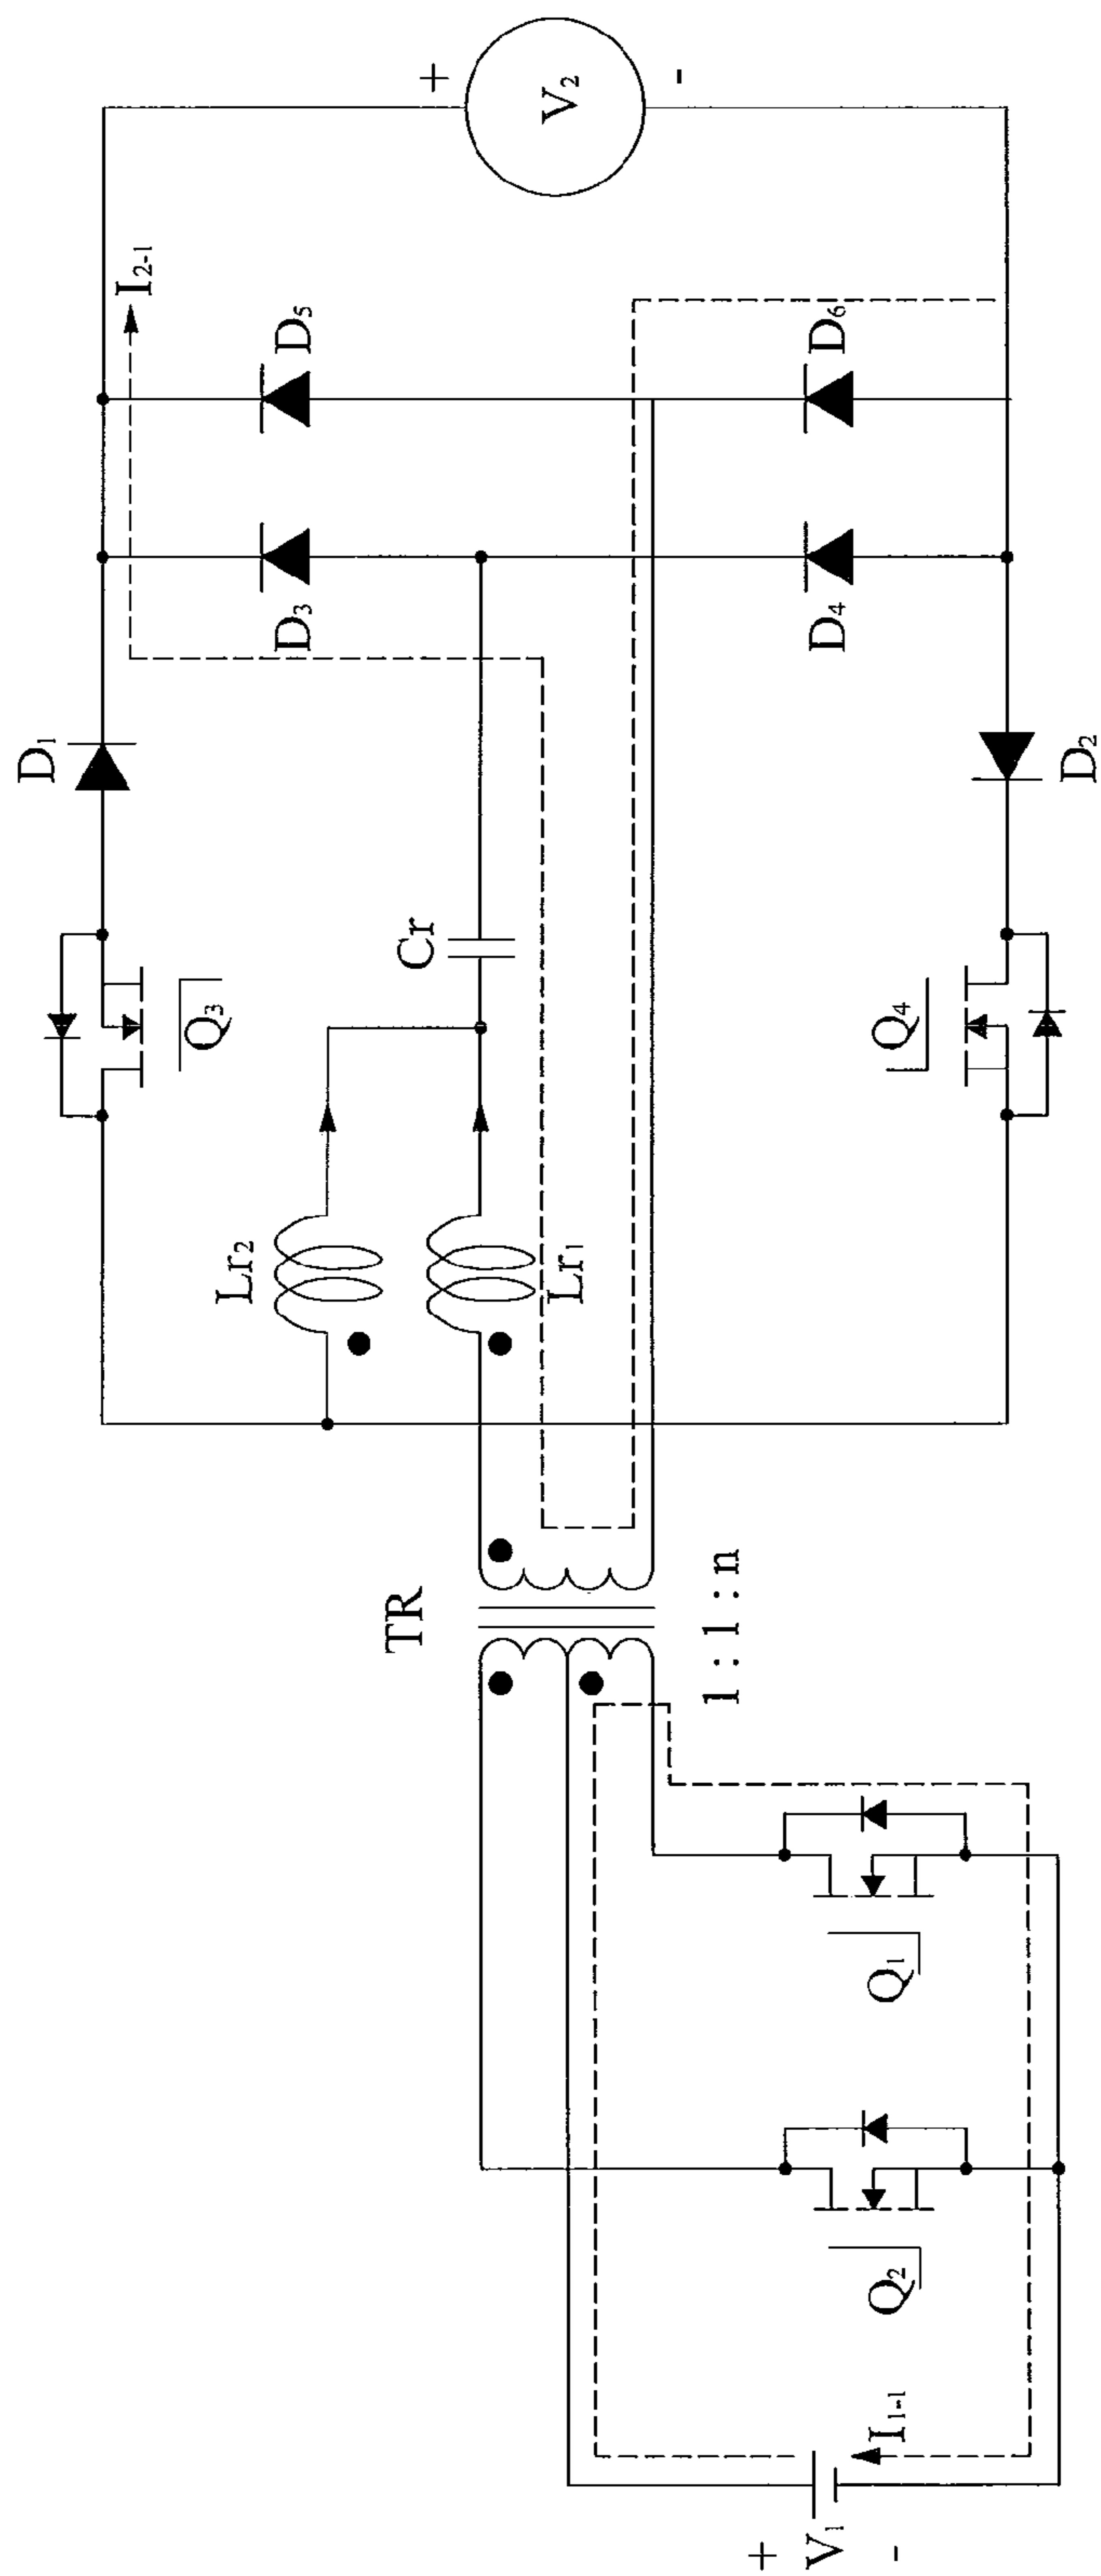 +
V₁
-
I₁₋₁
Q₂
Q₁
TR
1 : 1 : n
Lr₂
Lr₁
Cr
Q₃
Q₄
D₁
D₂
D₃
D₄
D₅
D₆
I₂₋₁
+
V₂
-